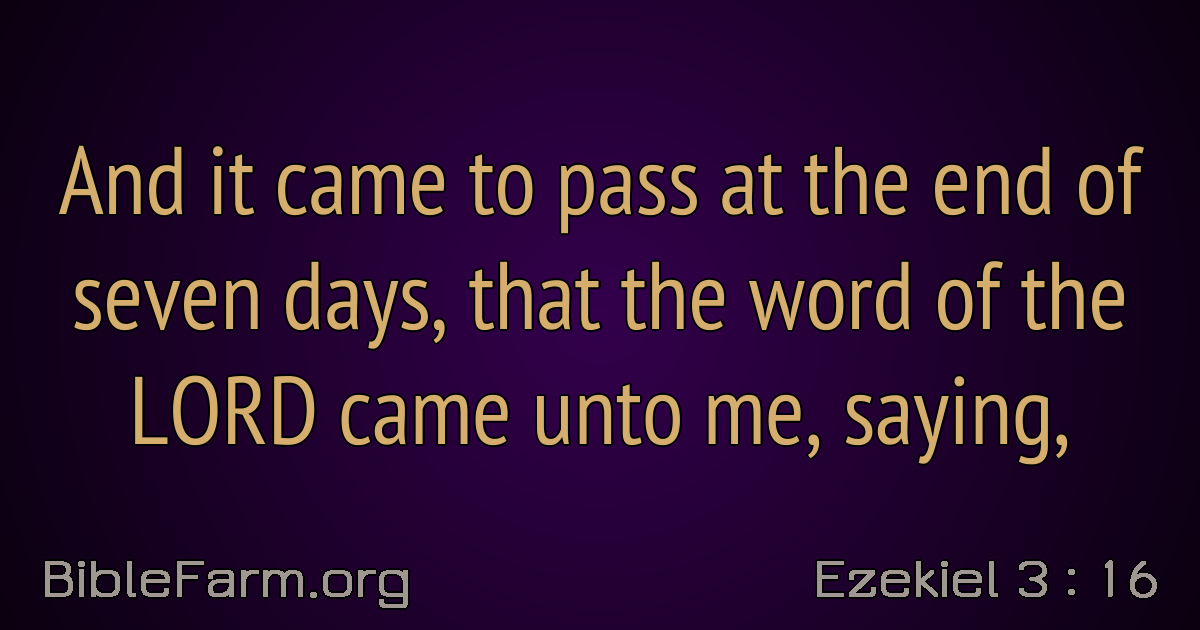 And it came to pass at the end of
seven days, that the word of the
LORD came unto me, saying,
BibleFarm.org
Ezekiel 3 : 16